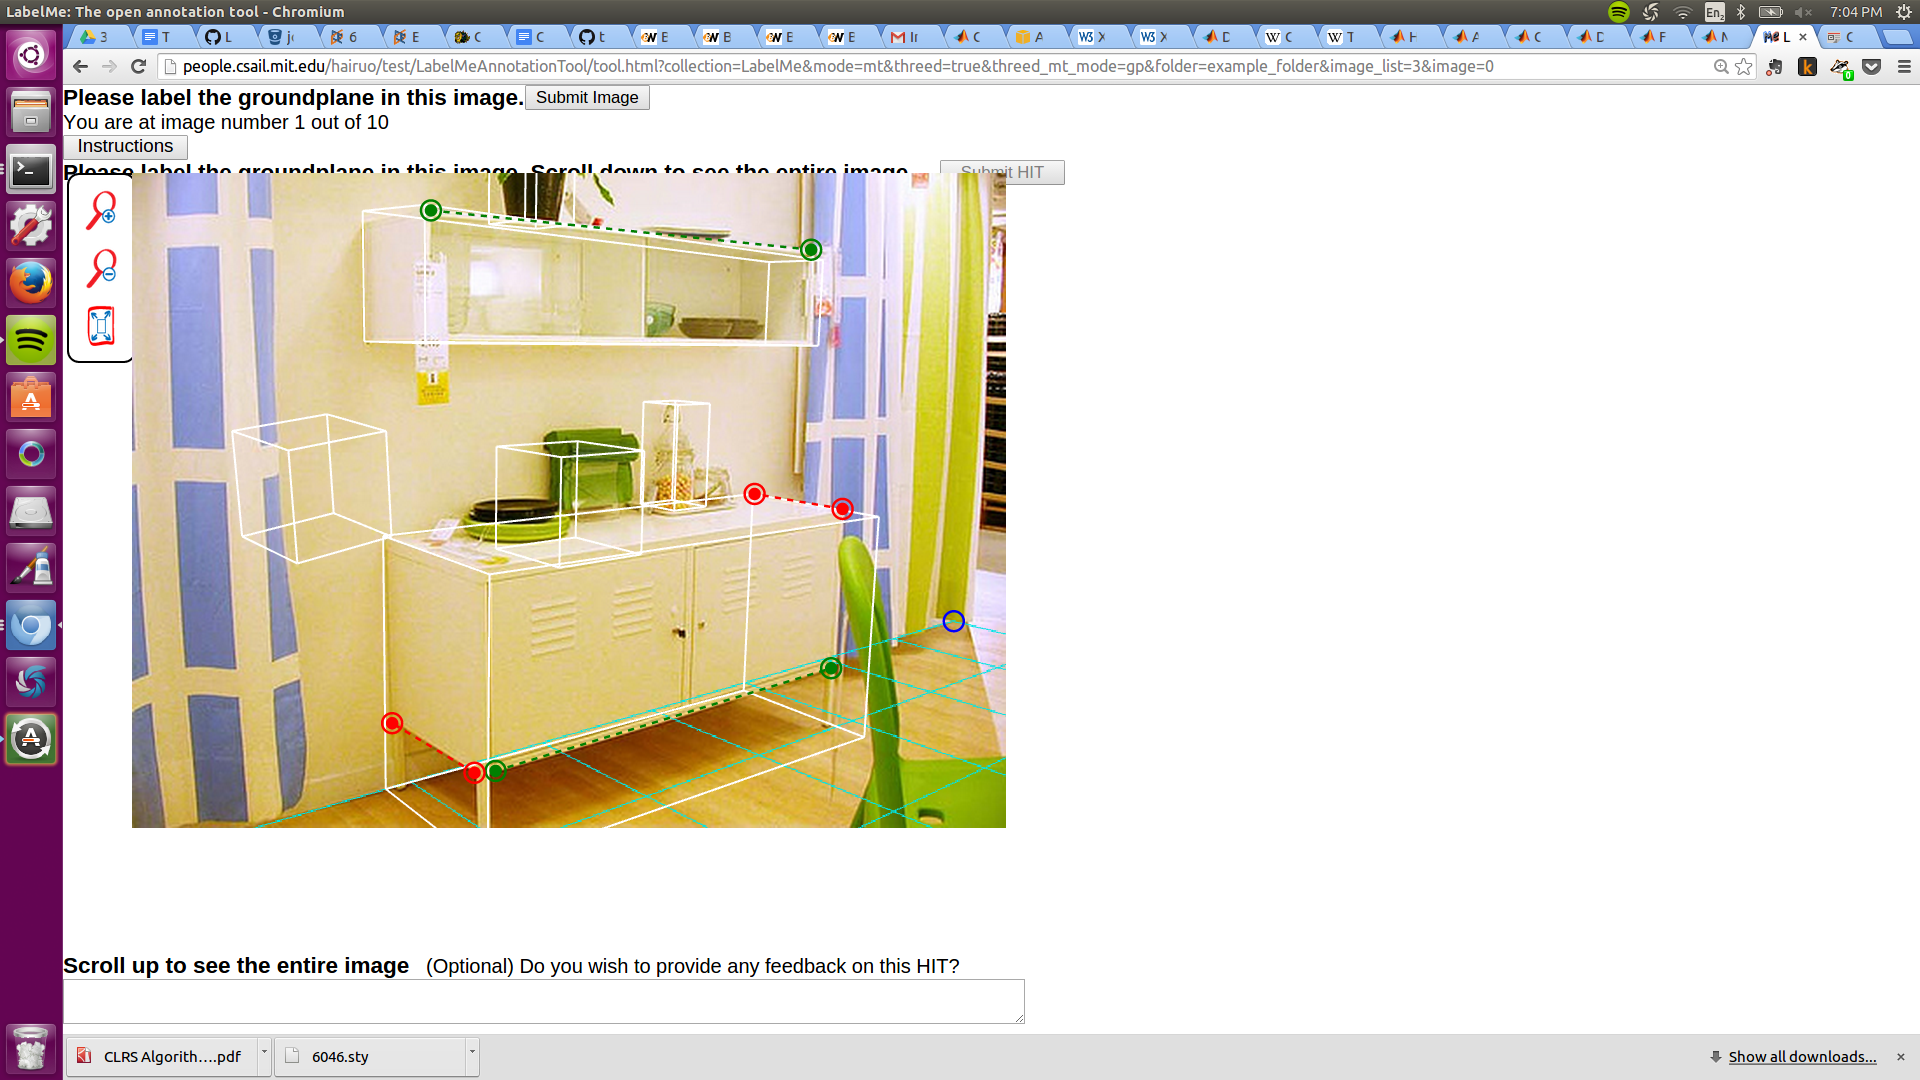 LabelMe: The open annotation tool - Chromium
En2
7:04 PM
3
T
L
6
E
C
C
t
E
B
E
E
C
A
X
X
D
C
T
H
A
C
D
F
L ×
C
people.csail.mit.edu/hairuo/test/LabelMeAnnotationTool/tool.html?collection=LabelMe&mode=mt&threed=true&threed_mt_mode=gp&folder=example_folder&image_list=3&image=0
0
Please label the groundplane in this image. Submit Image
You are at image number 1 out of 10
Instructions
Please label the groundplane in this image. Scroll down to see the entire image. Submit HIT
Scroll up to see the entire image (Optional) Do you wish to provide any feedback on this HIT?
CLRS Algorith....pdf
6046.sty
Show all downloads...
×